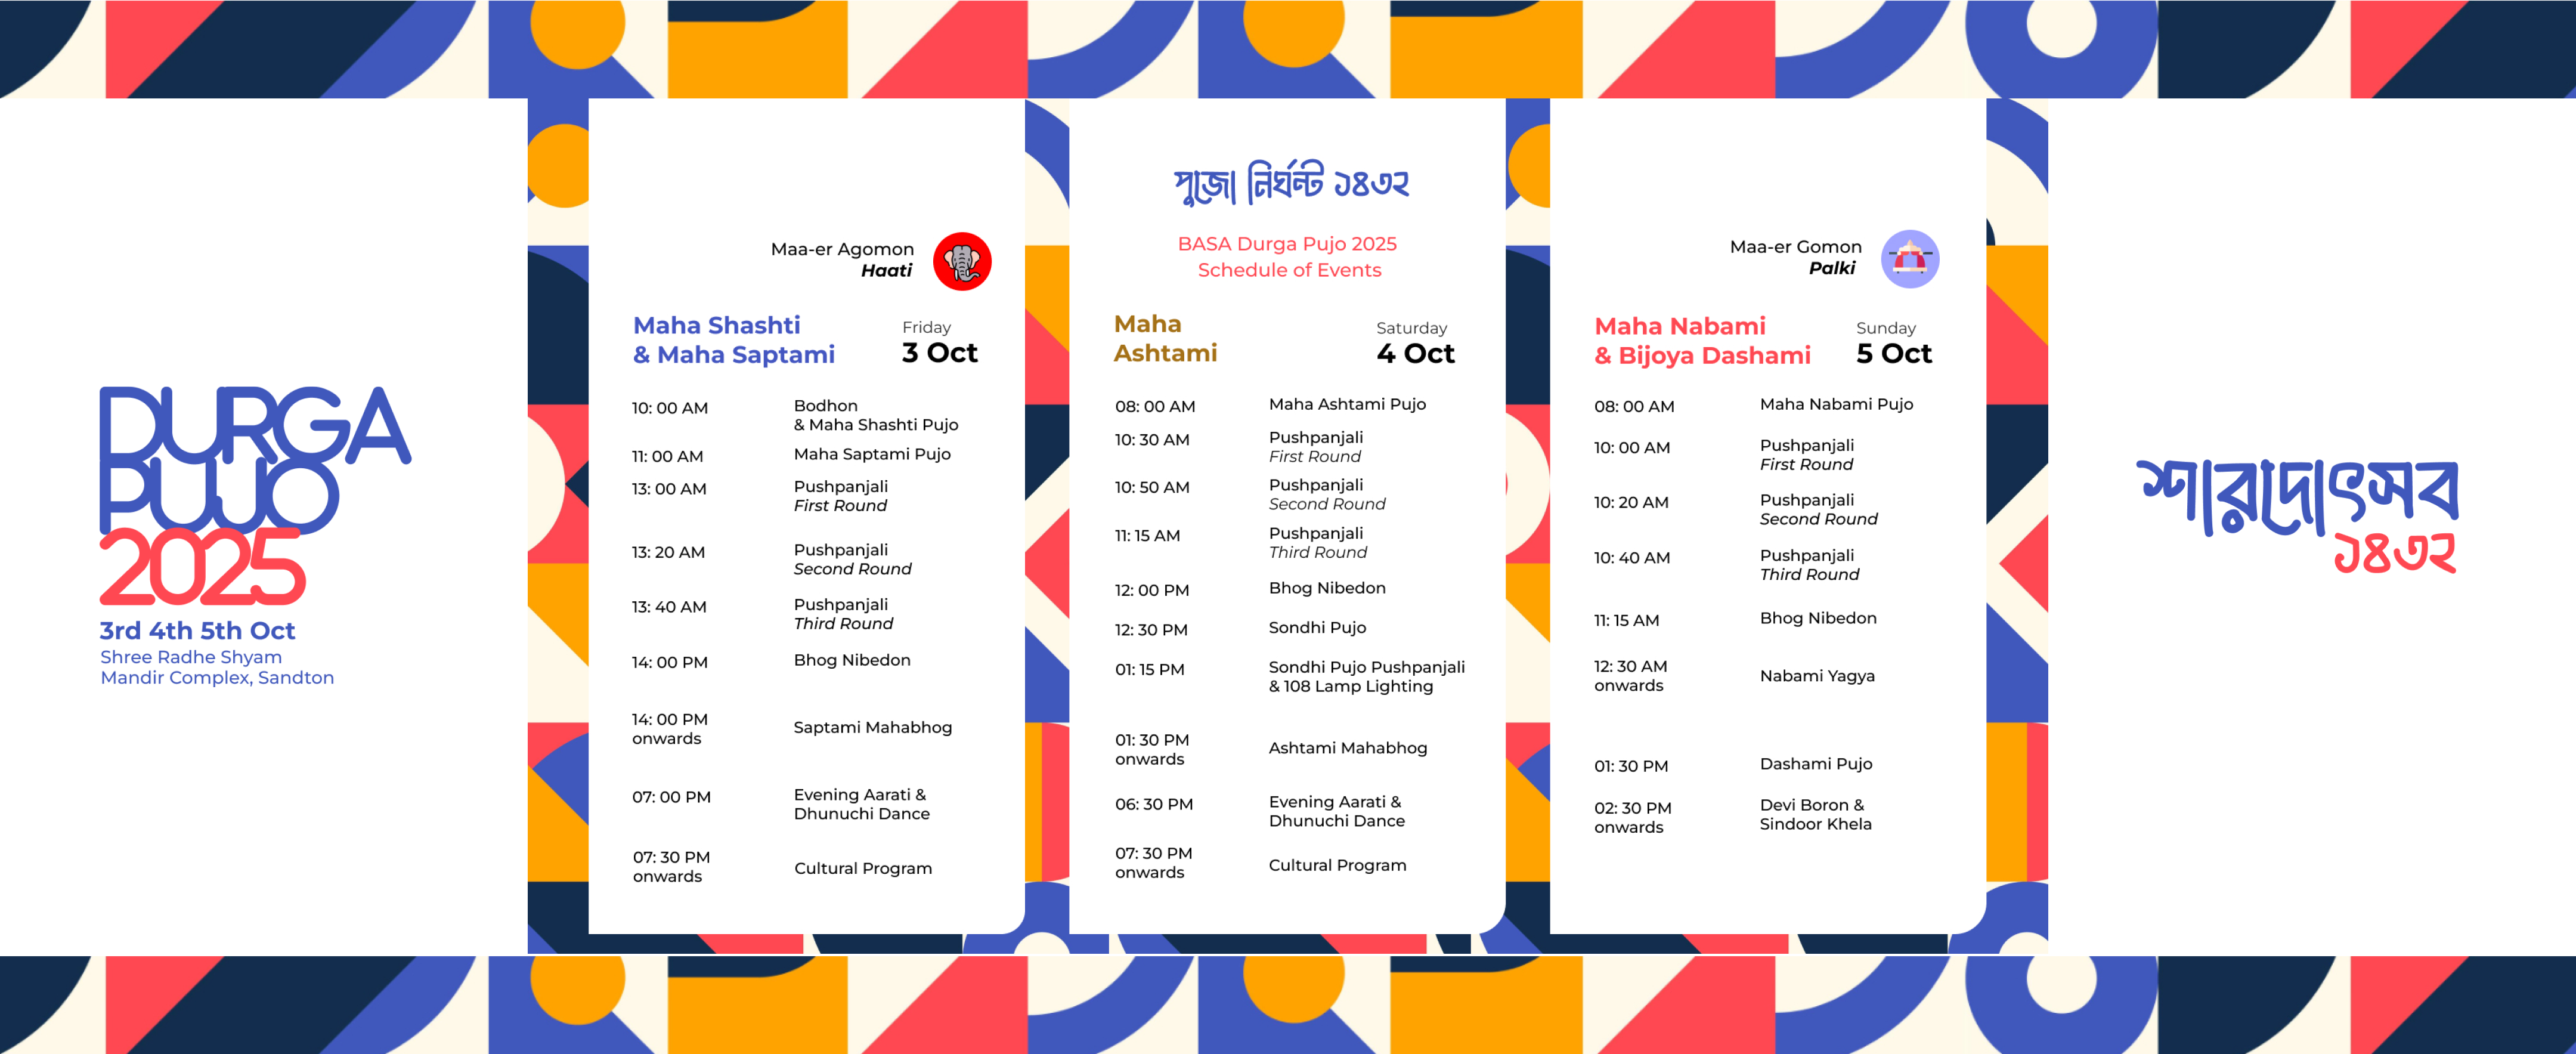 DURGA
PUJO
2025
3rd 4th 5th Oct
Shree Radhe Shyam
Mandir Complex, Sandton
Maa-er Agomon
Haati
Maha Shashti
& Maha Saptami
Friday
3 Oct
10: 00 AM
Bodhon
& Maha Shashti Pujo
11: 00 AM
Maha Saptami Pujo
13: 00 AM
Pushpanjali
First Round
13: 20 AM
Pushpanjali
Second Round
13: 40 AM
Pushpanjali
Third Round
14: 00 PM
Bhog Nibedon
14: 00 PM
onwards
Saptami Mahabhog
07: 00 PM
Evening Aarati &
Dhunuchi Dance
07: 30 PM
onwards
Cultural Program
পুজো নির্ঘন্ট ১৪৩২
BASA Durga Pujo 2025
Schedule of Events
Maha
Ashtami
Saturday
4 Oct
08: 00 AM
Maha Ashtami Pujo
10: 30 AM
Pushpanjali
First Round
10: 50 AM
Pushpanjali
Second Round
11: 15 AM
Pushpanjali
Third Round
12: 00 PM
Bhog Nibedon
12: 30 PM
Sondhi Pujo
01: 15 PM
Sondhi Pujo Pushpanjali
& 108 Lamp Lighting
01: 30 PM
onwards
Ashtami Mahabhog
06: 30 PM
Evening Aarati &
Dhunuchi Dance
07: 30 PM
onwards
Cultural Program
Maa-er Gomon
Palki
Maha Nabami
& Bijoya Dashami
Sunday
5 Oct
08: 00 AM
Maha Nabami Pujo
10: 00 AM
Pushpanjali
First Round
10: 20 AM
Pushpanjali
Second Round
10: 40 AM
Pushpanjali
Third Round
11: 15 AM
Bhog Nibedon
12: 30 AM
onwards
Nabami Yagya
01: 30 PM
Dashami Pujo
02: 30 PM
onwards
Devi Boron &
Sindoor Khela
শারদোৎসব
১৪৩২